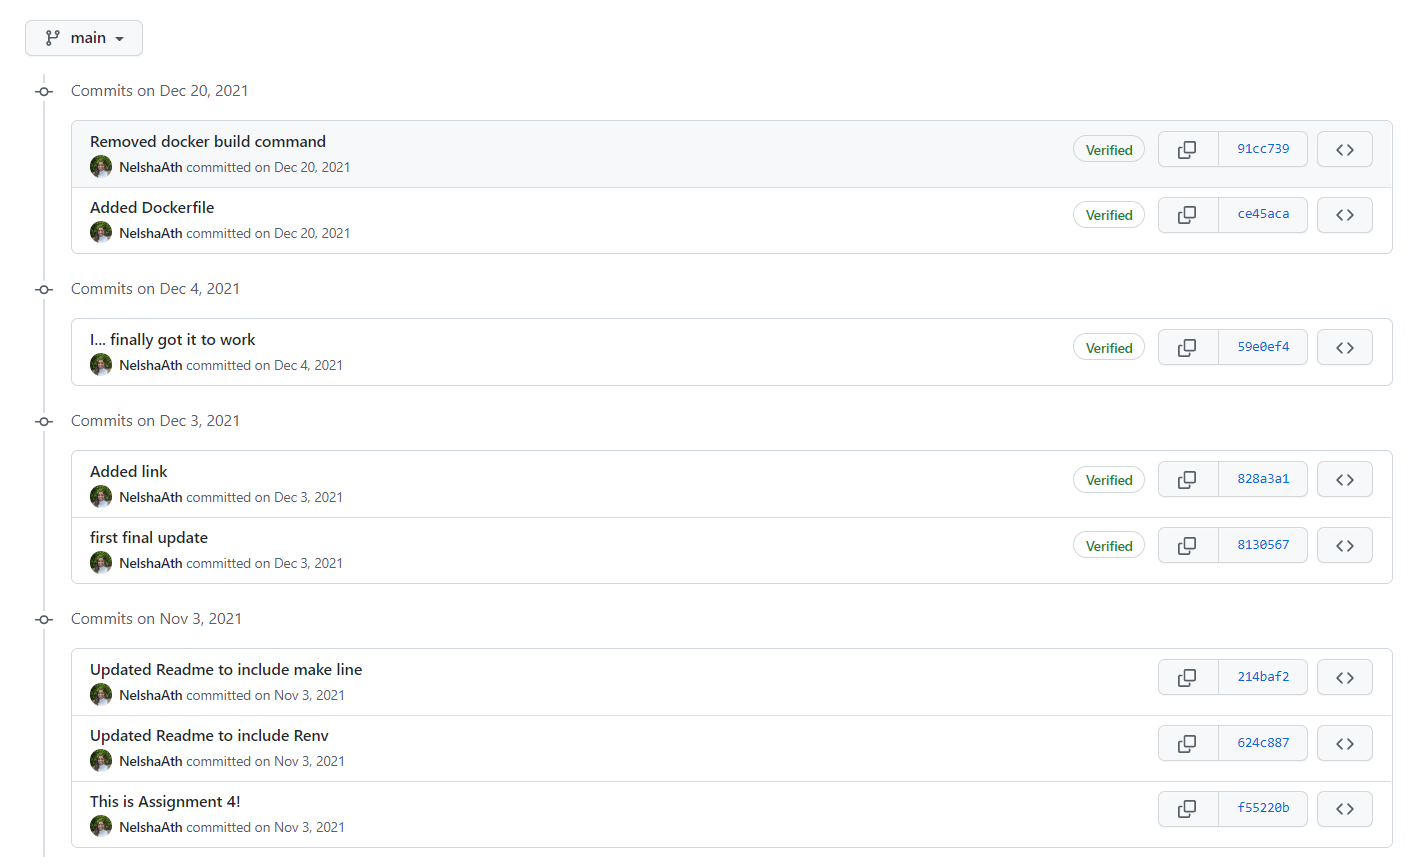 main
Commits on Dec 20, 2021
Removed docker build command
NelshaAth committed on Dec 20, 2021
Verified
91cc739
Added Dockerfile
NelshaAth committed on Dec 20, 2021
Verified
ce45aca
Commits on Dec 4, 2021
I... finally got it to work
NelshaAth committed on Dec 4, 2021
Verified
59e0ef4
Commits on Dec 3, 2021
Added link
NelshaAth committed on Dec 3, 2021
Verified
828a3a1
first final update
NelshaAth committed on Dec 3, 2021
Verified
8130567
Commits on Nov 3, 2021
Updated Readme to include make line
NelshaAth committed on Nov 3, 2021
214baf2
Updated Readme to include Renv
NelshaAth committed on Nov 3, 2021
624c887
This is Assignment 4!
NelshaAth committed on Nov 3, 2021
f55220b